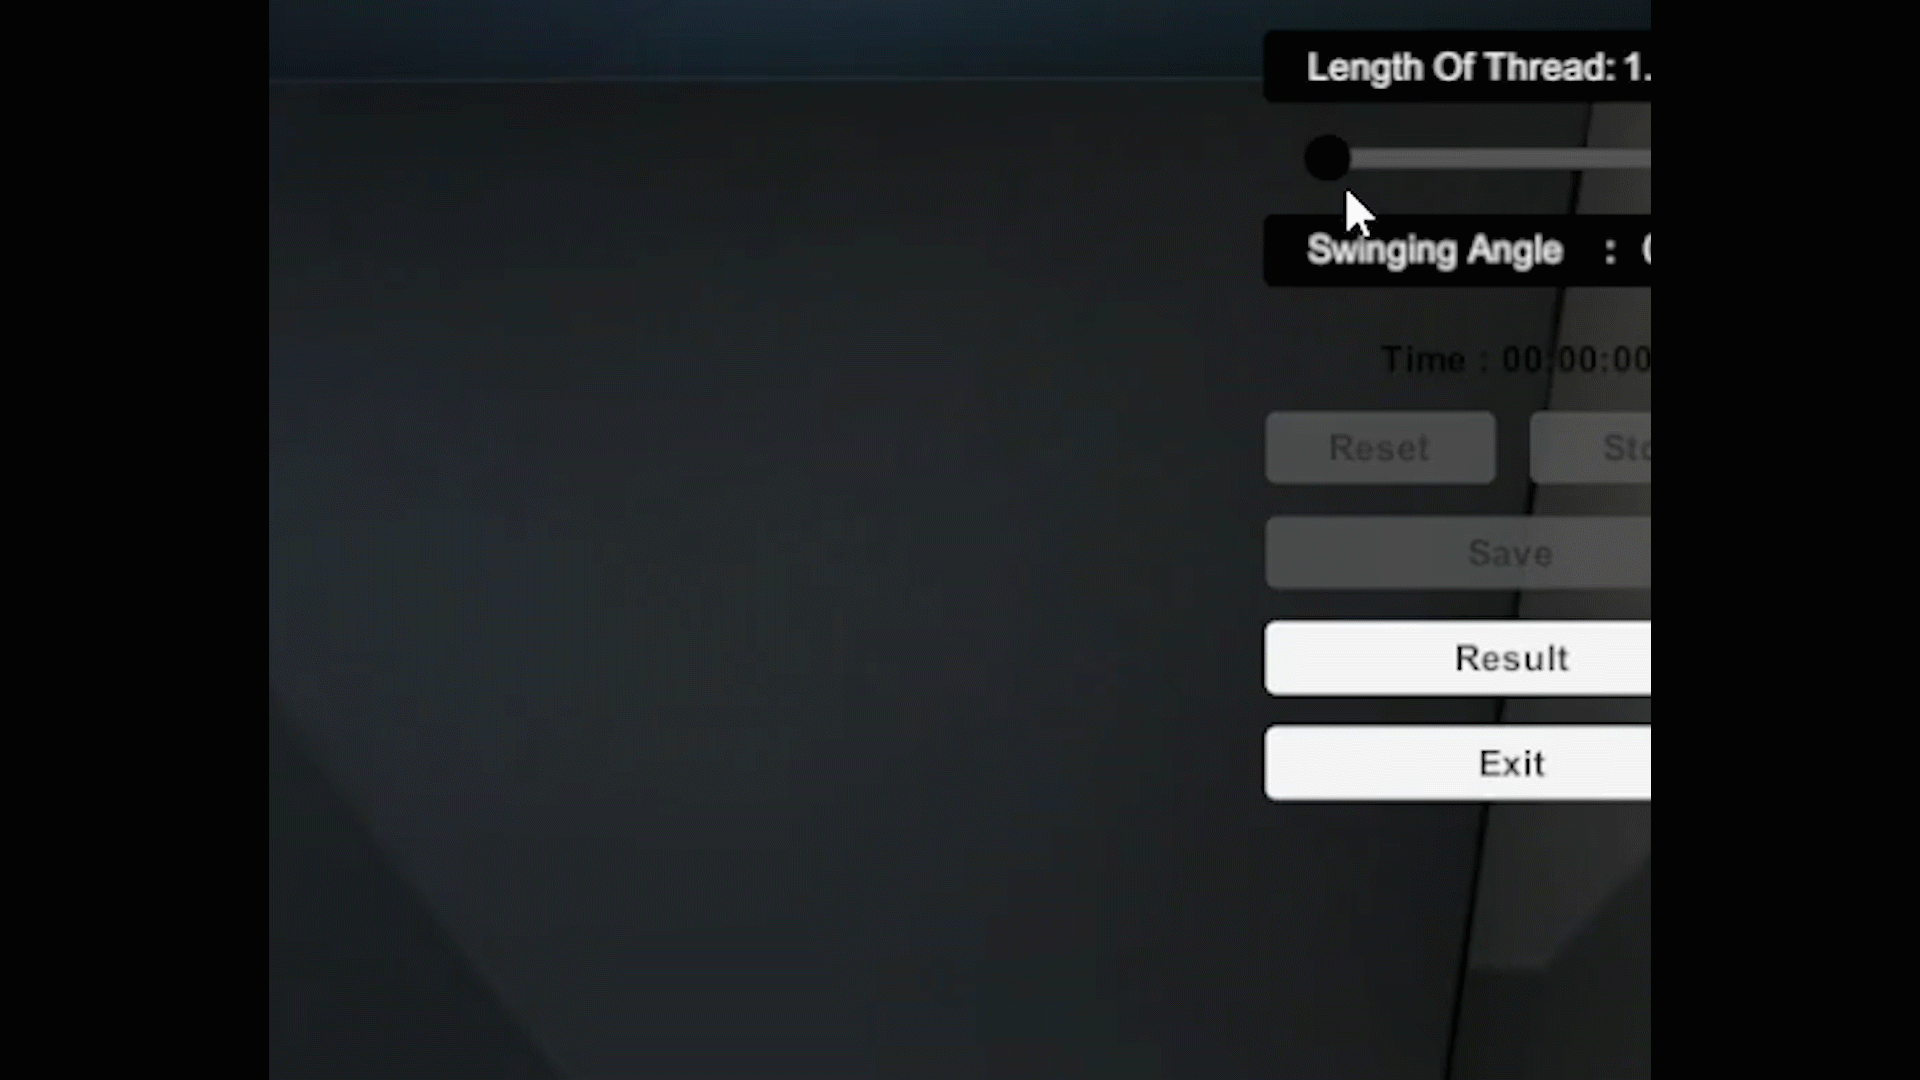 Length Of Thread: 1.
Swinging Angle :
Time : 00:00:00
Reset
Save
Result
Exit